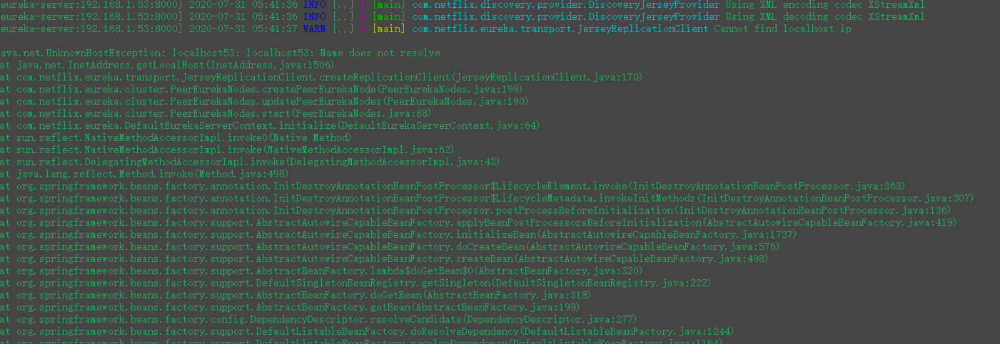 eureka-server:192.168.1.53:8000] 2020-07-31 05:41:36 INFO [,,] 1 [main] com.netflix.discovery.provider.DiscoveryJerseyProvider Using XML encoding codec XStreamXml
eureka-server:192.168.1.53:8000] 2020-07-31 05:41:36 INFO [,,] 1 [main] com.netflix.discovery.provider.DiscoveryJerseyProvider Using XML decoding codec XStreamXml
eureka-server:192.168.1.53:8000] 2020-07-31 05:41:37 WARN [,,] 1 [main] com.netflix.eureka.transport.JerseyReplicationClient Cannot find localhost ip
ava.net.UnknownHostException: localhost53: localhost53: Name does not resolve
at java.net.InetAddress.getLocalHost(InetAddress.java:1506)
at com.netflix.eureka.transport.JerseyReplicationClient.createReplicationClient(JerseyReplicationClient.java:170)
at com.netflix.eureka.cluster.PeerEurekaNodes.createPeerEurekaNode(PeerEurekaNodes.java:199)
at com.netflix.eureka.cluster.PeerEurekaNodes.updatePeerEurekaNodes(PeerEurekaNodes.java:190)
at com.netflix.eureka.cluster.PeerEurekaNodes.start(PeerEurekaNodes.java:88)
at com.netflix.eureka.DefaultEurekaServerContext.initialize(DefaultEurekaServerContext.java:64)
at sun.reflect.NativeMethodAccessorImpl.invoke0(Native Method)
at sun.reflect.NativeMethodAccessorImpl.invoke(NativeMethodAccessorImpl.java:62)
at sun.reflect.DelegatingMethodAccessorImpl.invoke(DelegatingMethodAccessorImpl.java:43)
at java.lang.reflect.Method.invoke(Method.java:498)
at org.springframework.beans.factory.annotation.InitDestroyAnnotationBeanPostProcessor$LifecycleElement.invoke(InitDestroyAnnotationBeanPostProcessor.java:363)
at org.springframework.beans.factory.annotation.InitDestroyAnnotationBeanPostProcessor$LifecycleMetadata.invokeInitMethods(InitDestroyAnnotationBeanPostProcessor.java:307)
at org.springframework.beans.factory.annotation.InitDestroyAnnotationBeanPostProcessor.postProcessBeforeInitialization(InitDestroyAnnotationBeanPostProcessor.java:136)
at org.springframework.beans.factory.support.AbstractAutowireCapableBeanFactory.applyBeanPostProcessorsBeforeInitialization(AbstractAutowireCapableBeanFactory.java:419)
at org.springframework.beans.factory.support.AbstractAutowireCapableBeanFactory.initializeBean(AbstractAutowireCapableBeanFactory.java:1737)
at org.springframework.beans.factory.support.AbstractAutowireCapableBeanFactory.doCreateBean(AbstractAutowireCapableBeanFactory.java:576)
at org.springframework.beans.factory.support.AbstractAutowireCapableBeanFactory.createBean(AbstractAutowireCapableBeanFactory.java:498)
at org.springframework.beans.factory.support.AbstractBeanFactory.lambda$doGetBean$0(AbstractBeanFactory.java:320)
at org.springframework.beans.factory.support.DefaultSingletonBeanRegistry.getSingleton(DefaultSingletonBeanRegistry.java:222)
at org.springframework.beans.factory.support.AbstractBeanFactory.doGetBean(AbstractBeanFactory.java:318)
at org.springframework.beans.factory.support.AbstractBeanFactory.getBean(AbstractBeanFactory.java:199)
at org.springframework.beans.factory.config.DependencyDescriptor.resolveCandidate(DependencyDescriptor.java:277)
at org.springframework.beans.factory.support.DefaultListableBeanFactory.doResolveDependency(DefaultListableBeanFactory.java:1244)
at org.springframework.beans.factory.support.DefaultListableBeanFactory.resolveDependency(DefaultListableBeanFactory.java:1164)